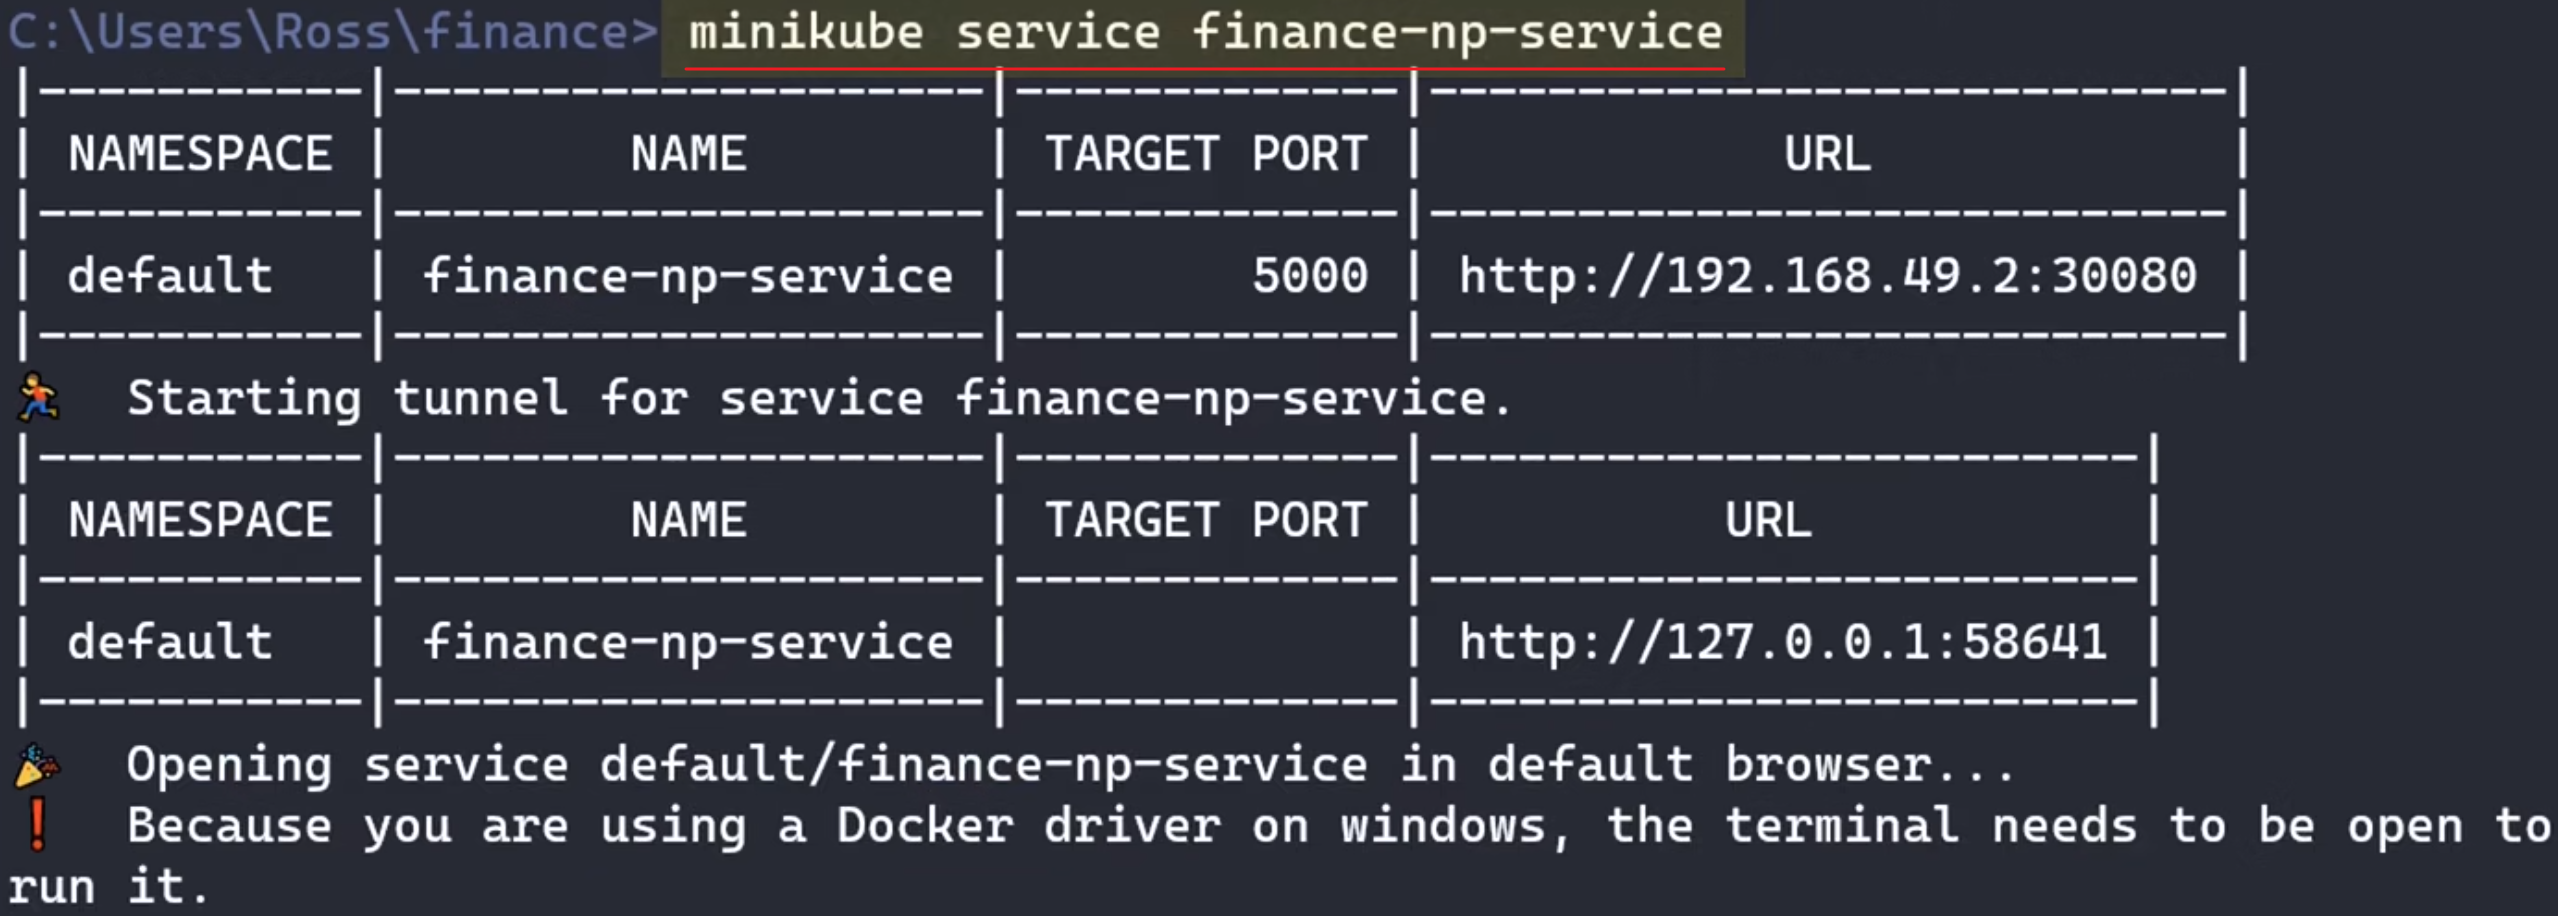 C:\Users\Ross\finance> minikube service finance-np-service
|-----------|--------------------|-------------|---------------------------|
| NAMESPACE |        NAME        | TARGET PORT |            URL            |
|-----------|--------------------|-------------|---------------------------|
| default   | finance-np-service |        5000 | http://192.168.49.2:30080 |
|-----------|--------------------|-------------|---------------------------|
🏃  Starting tunnel for service finance-np-service.
|-----------|--------------------|-------------|------------------------|
| NAMESPACE |        NAME        | TARGET PORT |          URL           |
|-----------|--------------------|-------------|------------------------|
| default   | finance-np-service |             | http://127.0.0.1:58641 |
|-----------|--------------------|-------------|------------------------|
🎉  Opening service default/finance-np-service in default browser...
❗  Because you are using a Docker driver on windows, the terminal needs to be open to
run it.